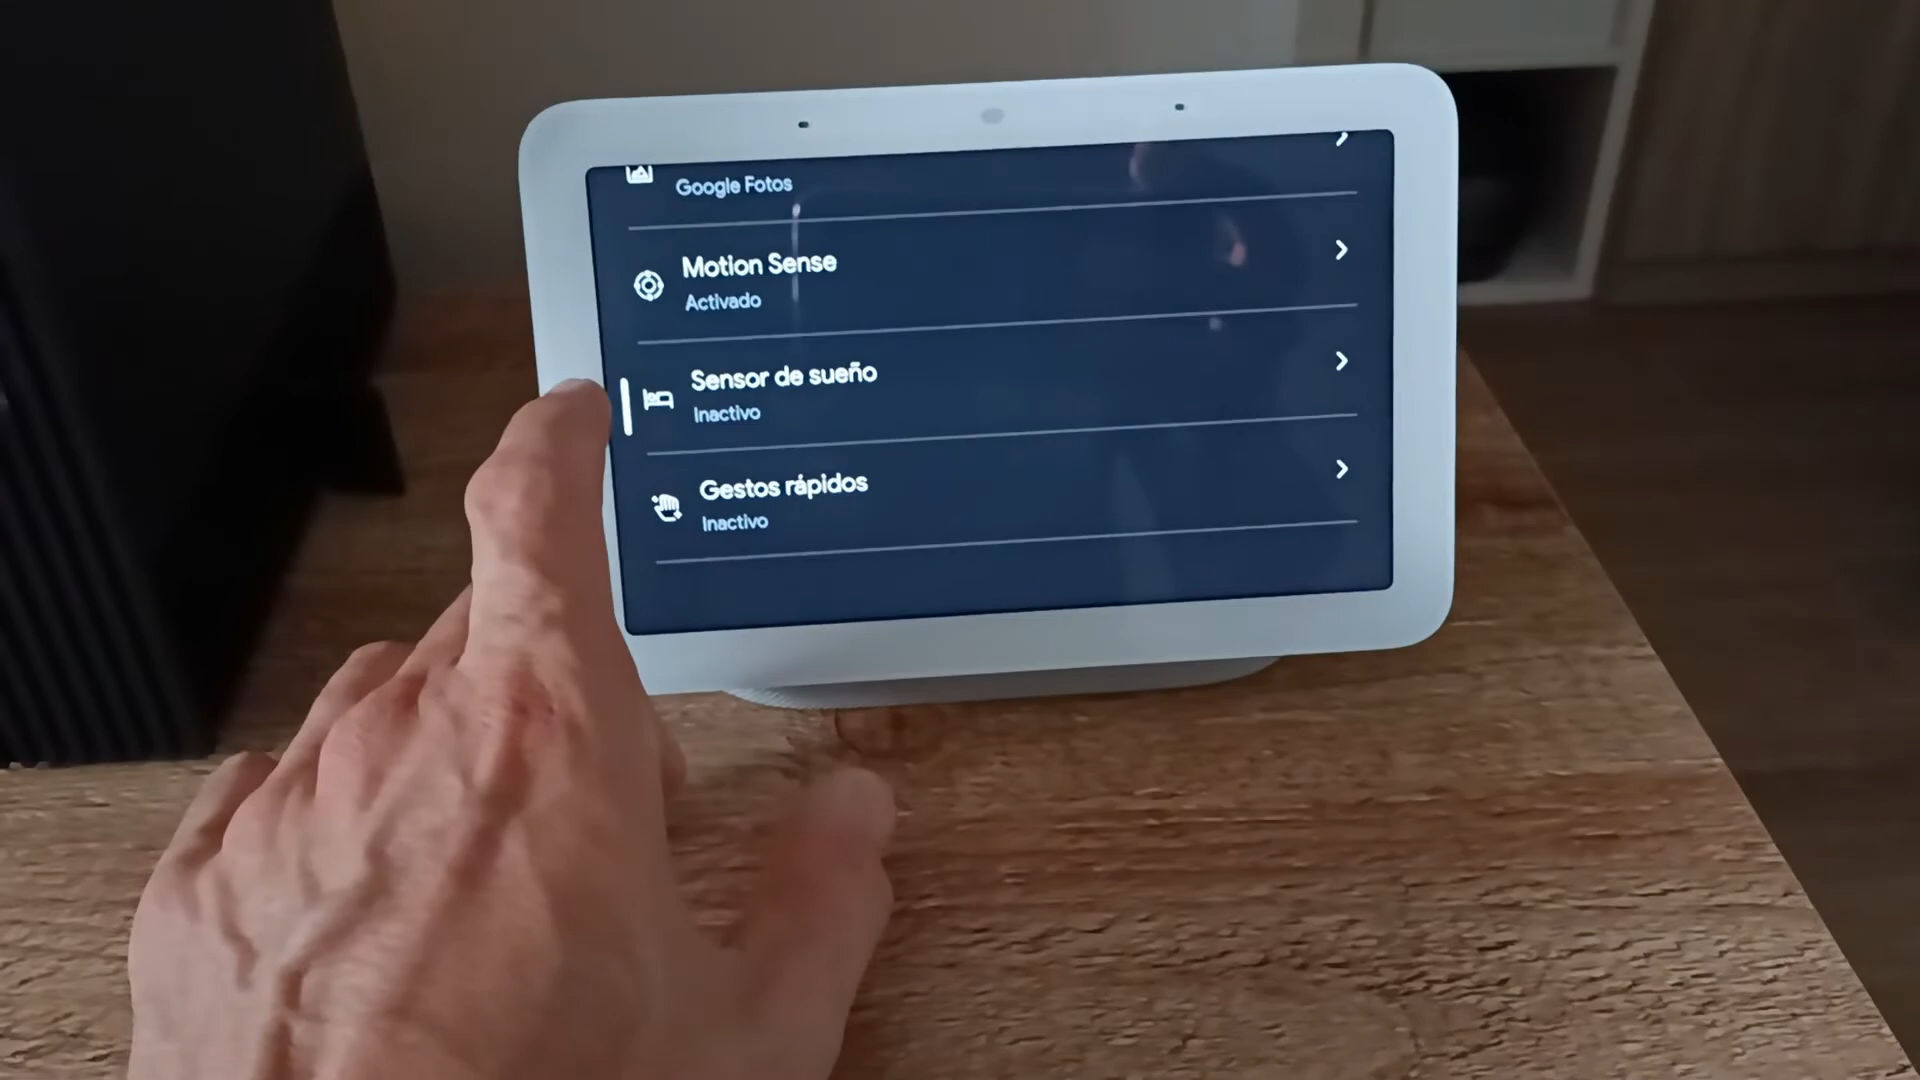 Google Fotos
Motion Sense
Activado
Sensor de sueño
Inactivo
Gestos rápidos
Inactivo